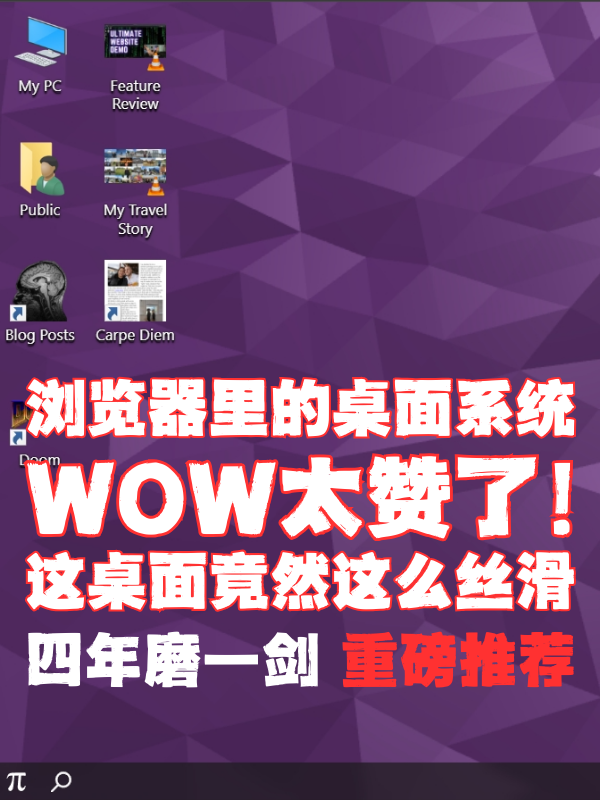 My PC
ULTIMATE
WEBSITE
DEMO
Feature
Review
Public
My Travel
Story
Blog Posts
Carpe Diem
浏览器里的桌面系统
Doom
WOW太赞了!
这桌面竟然这么丝滑
四年磨一剑 重磅推荐
π